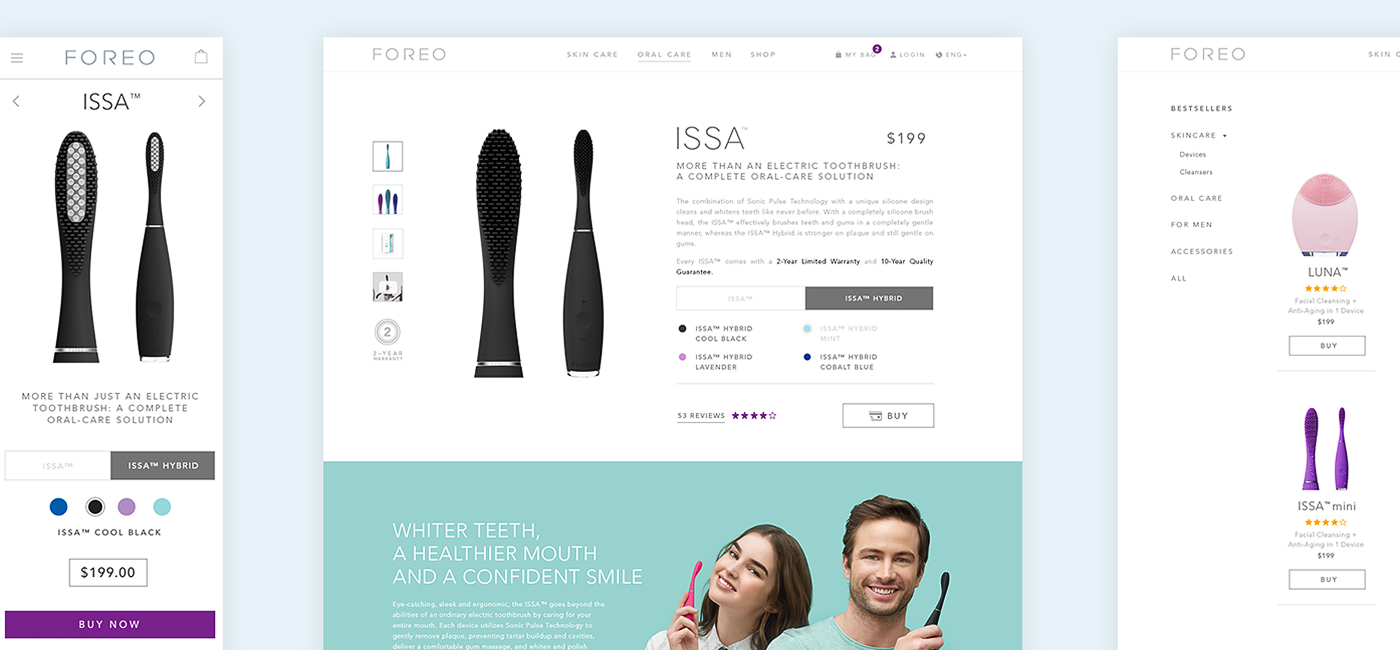 FOREO
ISSA™
MORE THAN JUST AN ELECTRIC
TOOTHBRUSH: A COMPLETE
ORAL-CARE SOLUTION
ISSA™
ISSA™ HYBRID
ISSA™ COOL BLACK
$199.00
BUY NOW
FOREO
SKIN CARE
ORAL CARE
MEN
SHOP
MY BAG
2
LOGIN
ENG
2
2-YEAR
WARRANTY
ISSA™
$199
MORE THAN AN ELECTRIC TOOTHBRUSH:
A COMPLETE ORAL-CARE SOLUTION
The combination of Sonic Pulse Technology with a unique silicone design
cleans and whitens teeth like never before. With a completely silicone brush
head, the ISSA™ effectively brushes teeth and gums in a completely gentle
manner, whereas the ISSA™ Hybrid is stronger on plaque and still gentle on
gums.
Every ISSA™ comes with a 2-Year Limited Warranty and 10-Year Quality
Guarantee.
ISSA™
ISSA™ HYBRID
ISSA™ HYBRID
COOL BLACK
ISSA™ HYBRID
MINT
ISSA™ HYBRID
LAVENDER
ISSA™ HYBRID
COBALT BLUE
53 REVIEWS
BUY
WHITER TEETH,
A HEALTHIER MOUTH
AND A CONFIDENT SMILE
Eye-catching, sleek and ergonomic, the ISSA™ goes beyond the
abilities of an ordinary electric toothbrush by caring for your
entire mouth. Each device utilizes Sonic Pulse Technology to
gently remove plaque, preventing tartar buildup and cavities,
deliver a comfortable gum massage, and whiten and polish
FOREO
SKIN C
BESTSELLERS
SKINCARE
Devices
Cleansers
ORAL CARE
FOR MEN
ACCESSORIES
ALL
LUNA™
Facial Cleansing +
Anti-Aging in 1 Device
$199
BUY
ISSA™ mini
Facial Cleansing +
Anti-Aging in 1 Device
$199
BUY